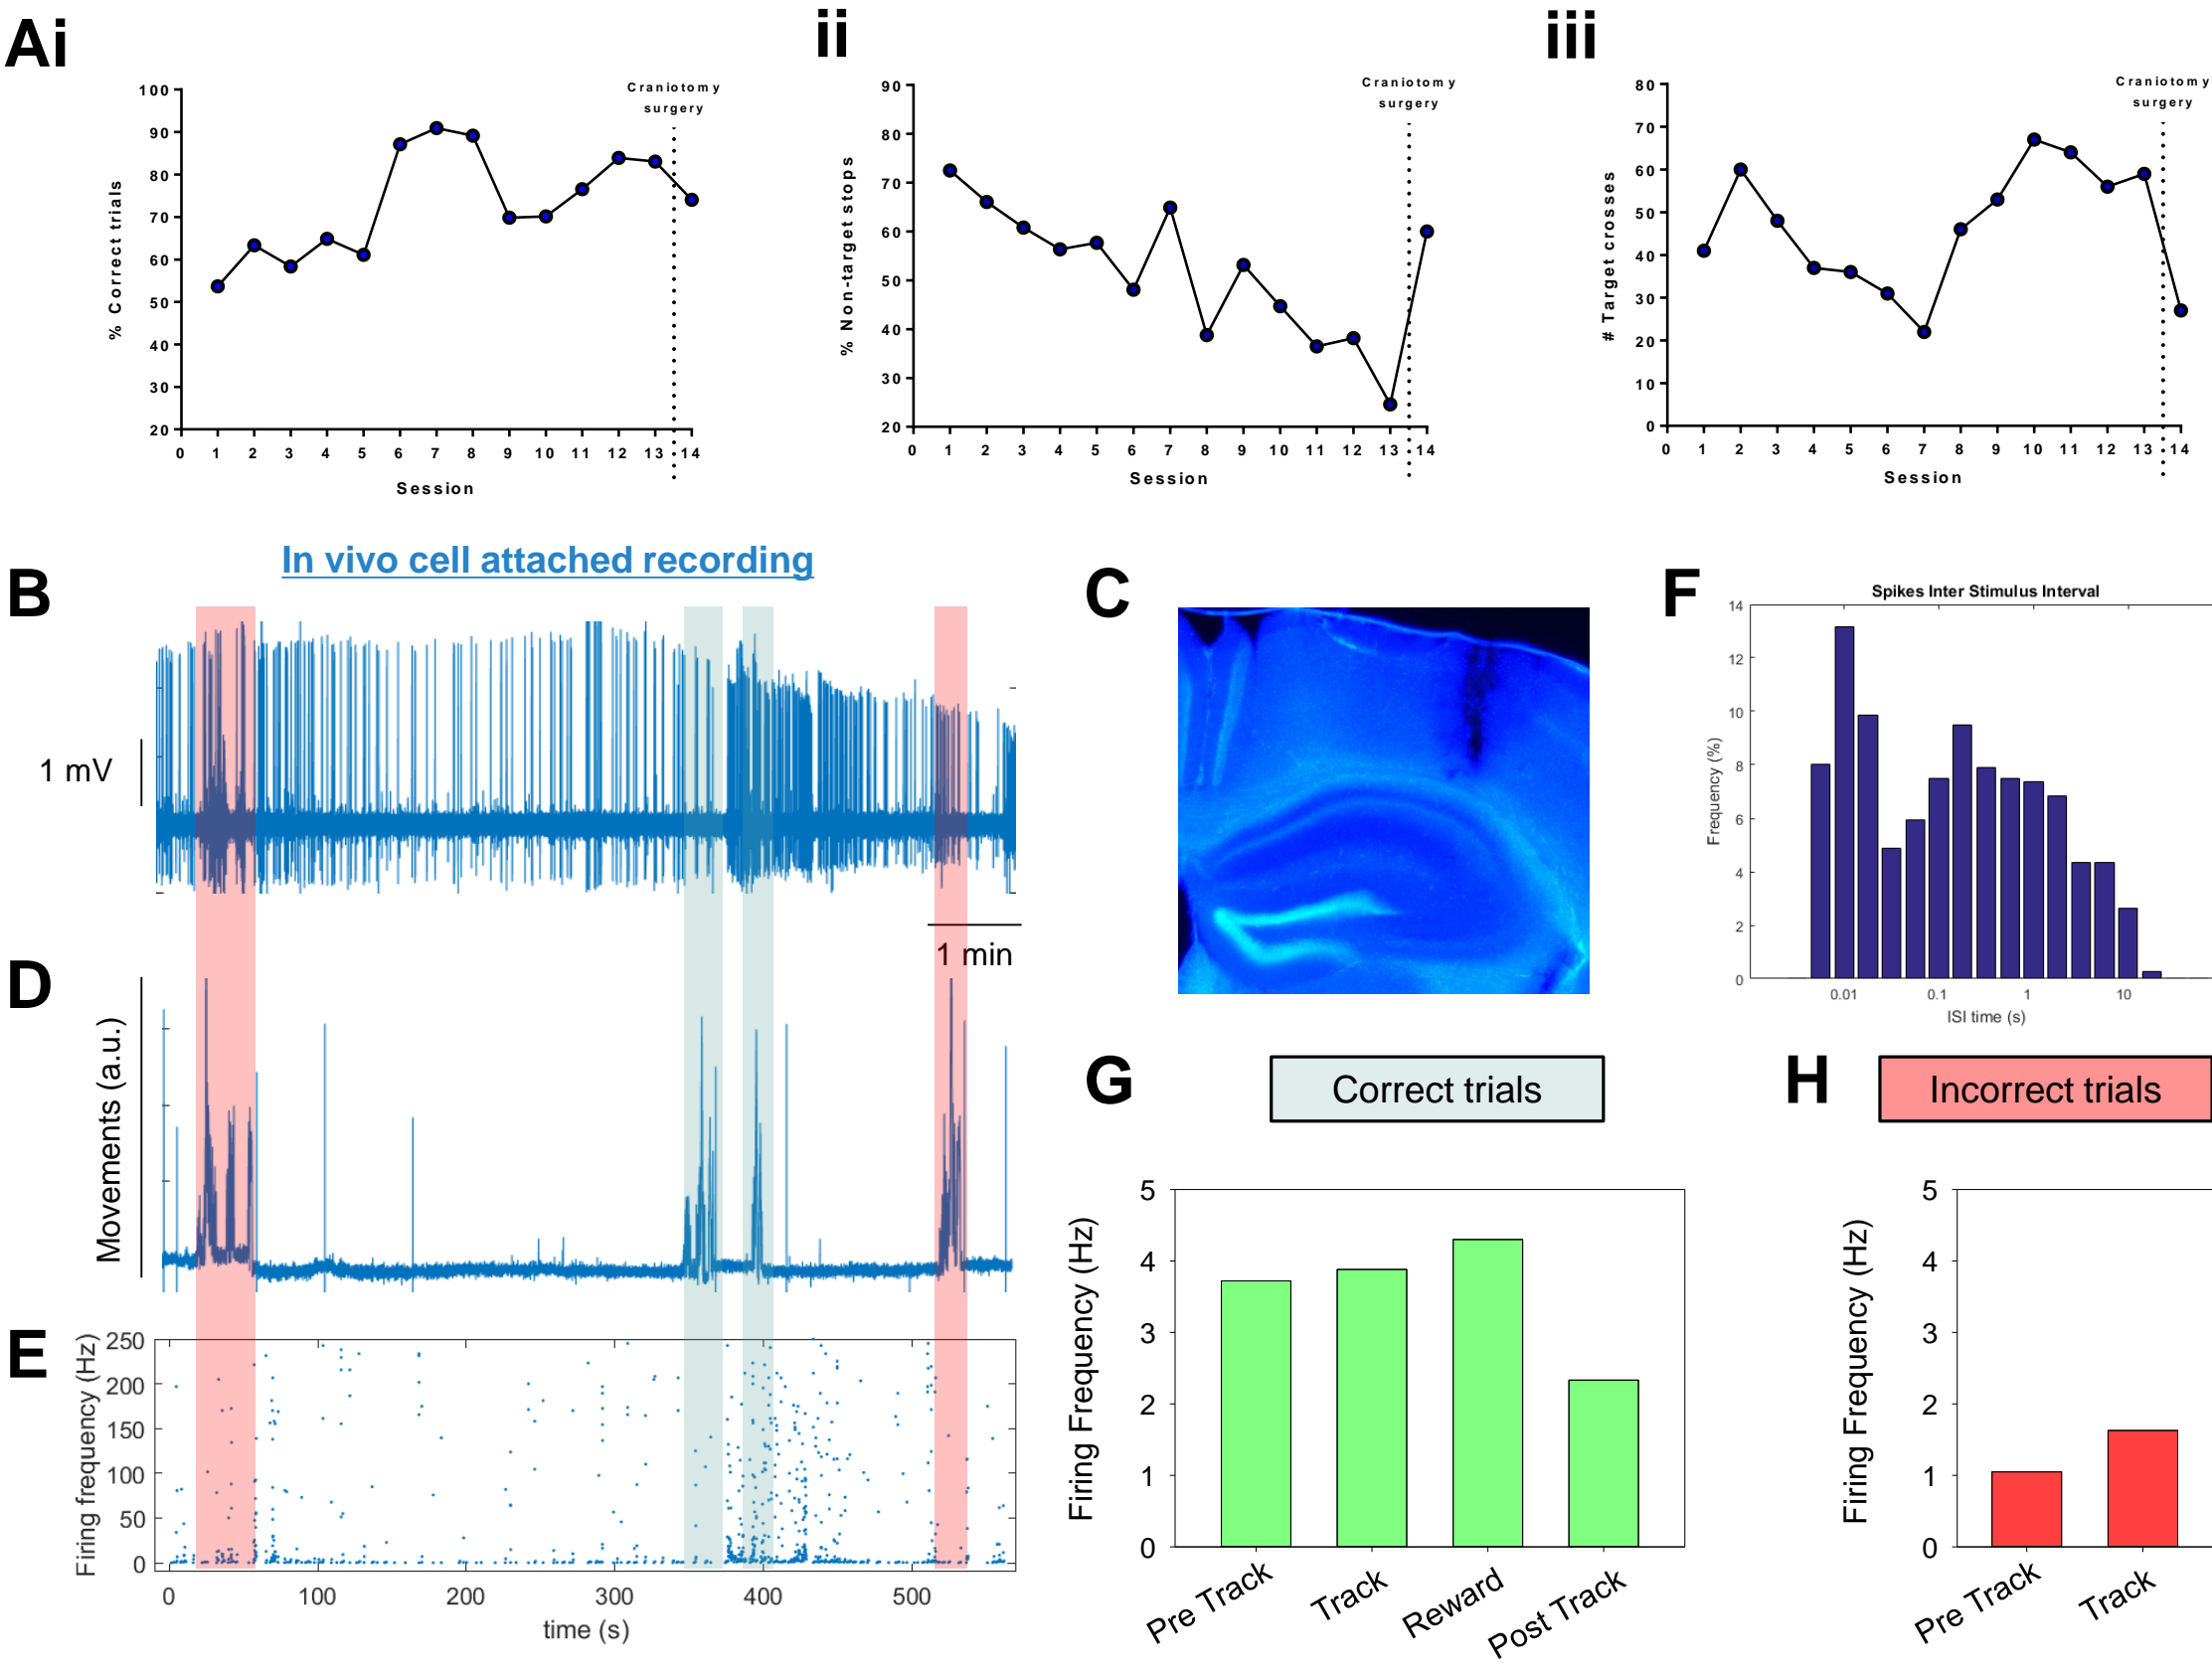 Ai
ii
iii
Craniotomy
surgery
100
90
80
70
60
50
40
30
20
% Correct trials
0 1 2 3 4 5 6 7 8 9 10 11 12 13 14
Session
Craniotomy
surgery
90
80
70
60
50
40
30
20
% Non-target stops
0 1 2 3 4 5 6 7 8 9 10 11 12 13 14
Session
Craniotomy
surgery
80
70
60
50
40
30
20
10
0
# Target crosses
0 1 2 3 4 5 6 7 8 9 10 11 12 13 14
Session
B
In vivo cell attached recording
1 mV
1 min
C
D
Movements (a.u.)
E
Firing frequency (Hz)
250
200
150
100
50
0
0 100 200 300 400 500
time (s)
F
Spikes Inter Stimulus Interval
14
12
10
8
6
4
2
0
Frequency (%)
0.01 0.1 1 10
ISI time (s)
G
Correct trials
Firing Frequency (Hz)
5
4
3
2
1
0
Pre Track
Track
Reward
Post Track
H
Incorrect trials
Firing Frequency (Hz)
5
4
3
2
1
0
Pre Track
Track